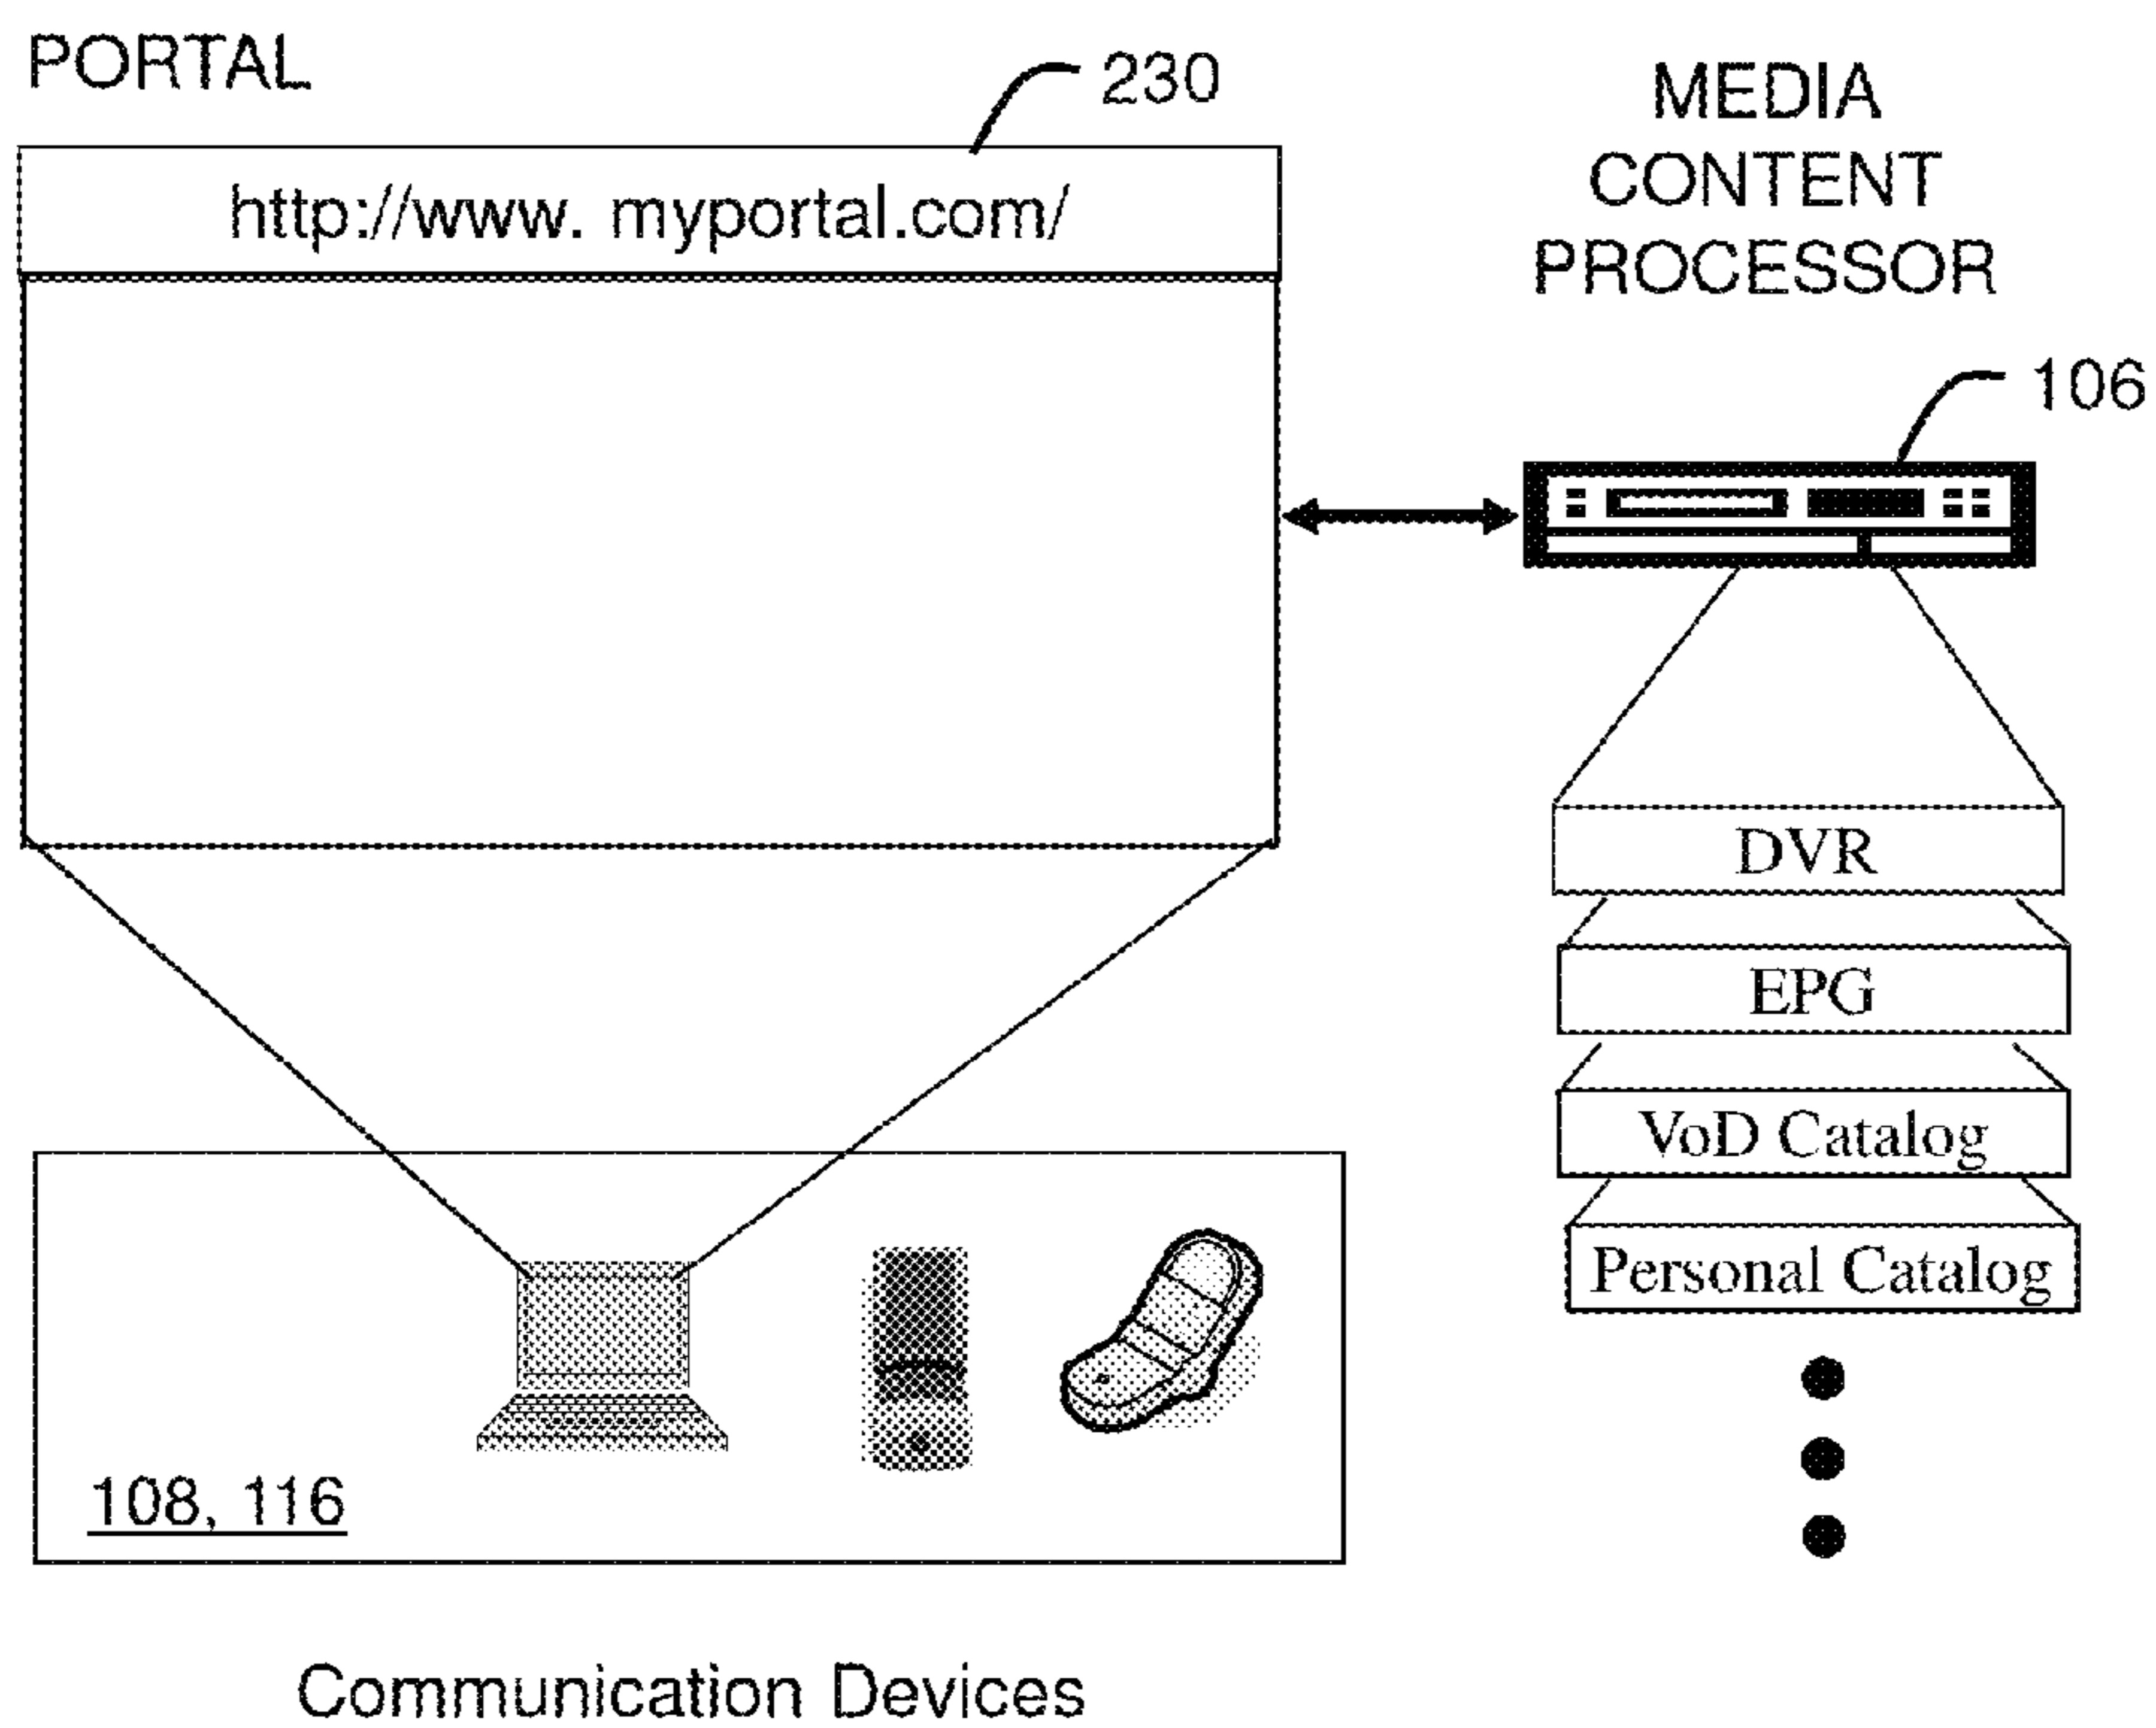 PORTAL
230
http://www. myportal.com/
MEDIA
CONTENT
PROCESSOR
106
DVR
EPG
VoD Catalog
Personal Catalog
108, 116
Communication Devices